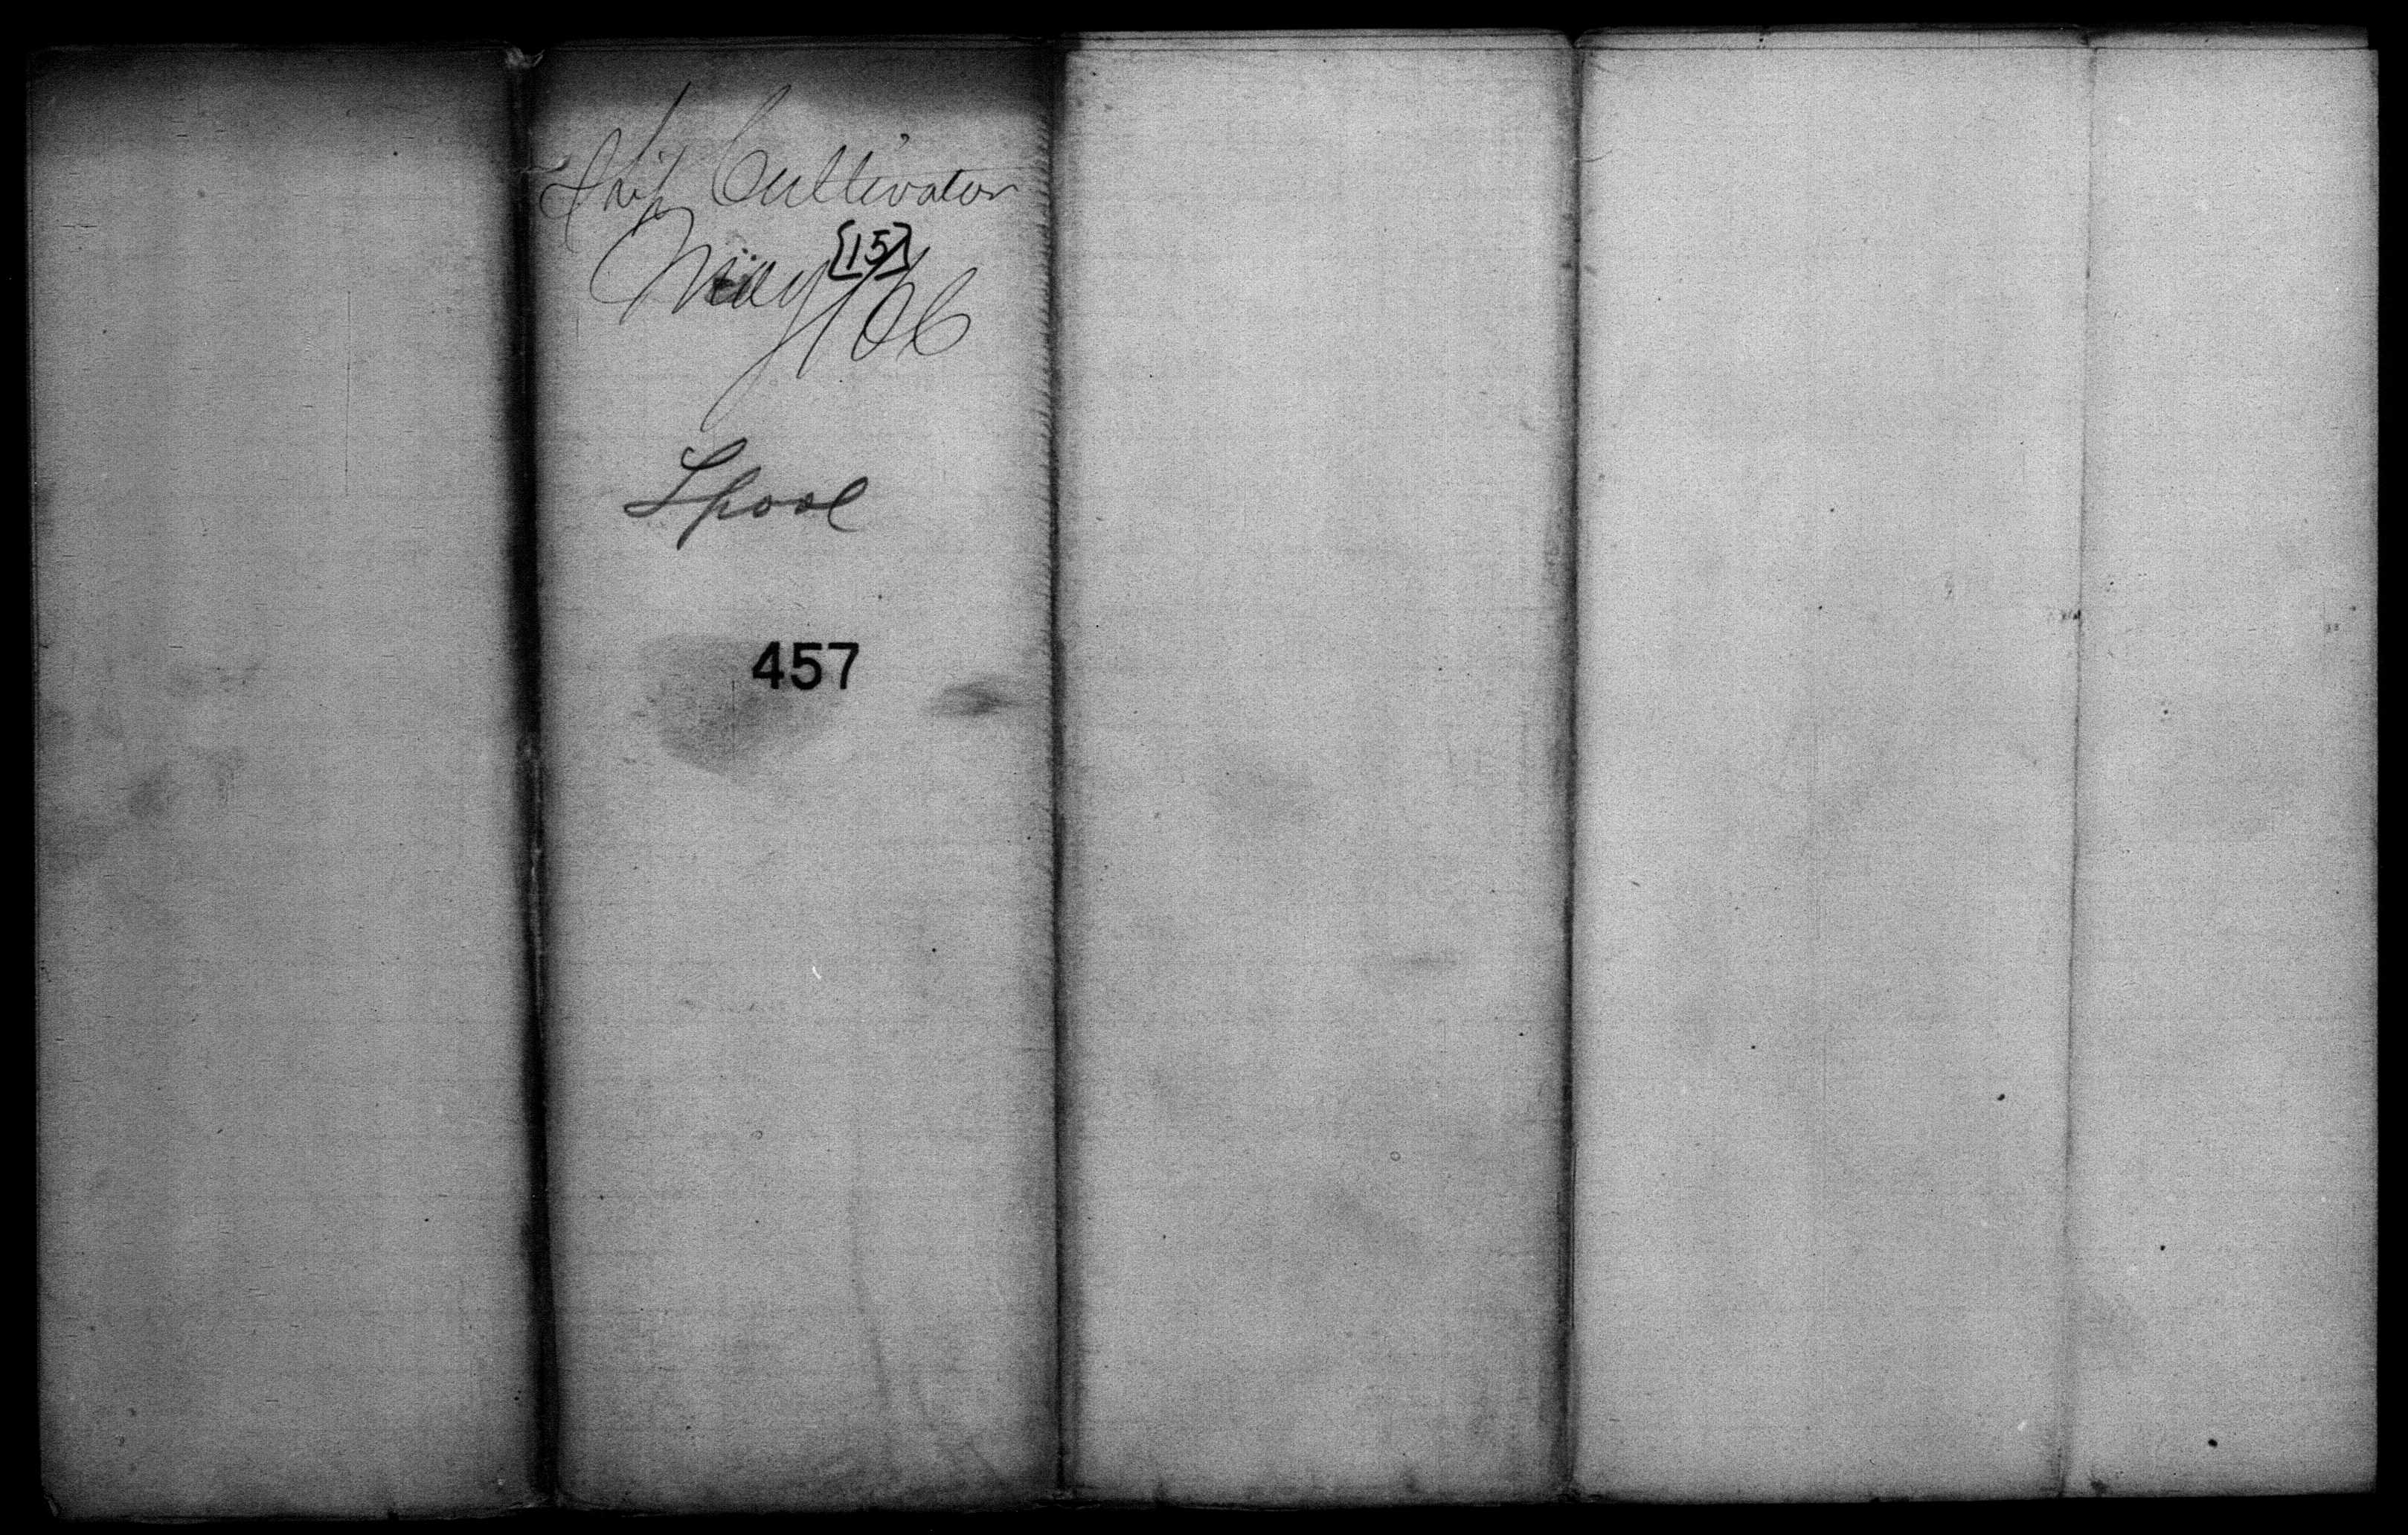 Ship Cultivator
[15]
May/06
Lpool
457